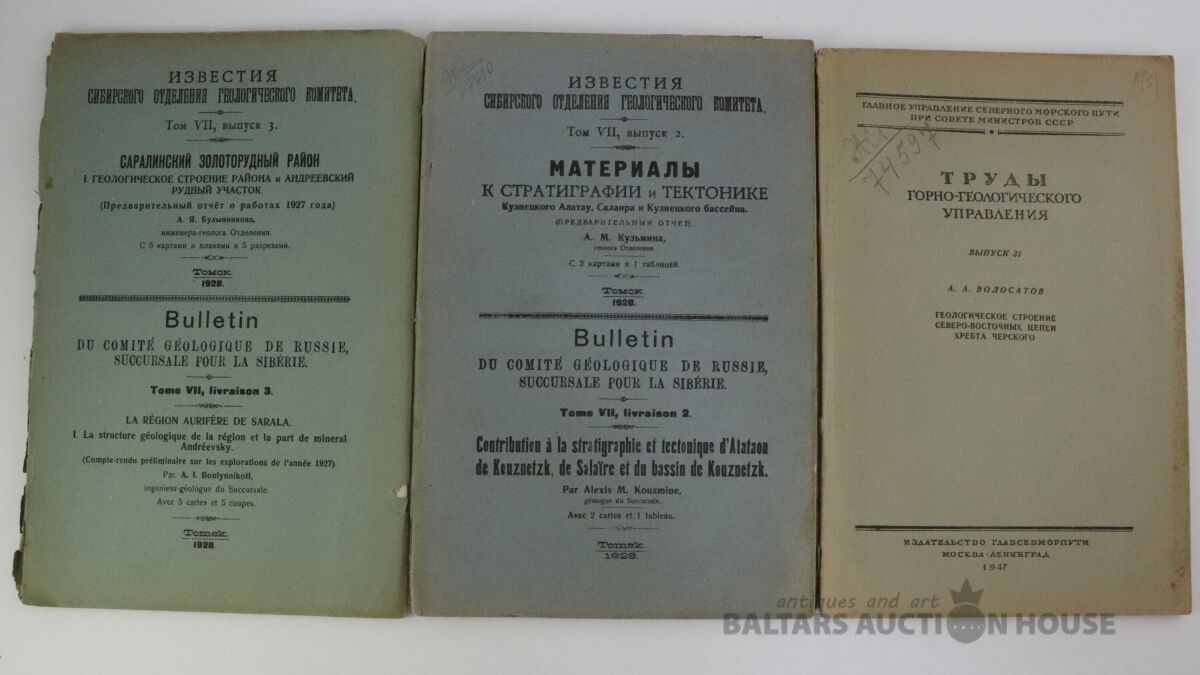 ИЗВЕСТИЯ
СИБИРСКОГО ОТДЕЛЕНИЯ ГЕОЛОГИЧЕСКОГО КОМИТЕТА.
Том VII, выпуск 3.
САРАЛИНСКИЙ ЗОЛОТОРУДНЫЙ РАЙОН
I. ГЕОЛОГИЧЕСКОЕ СТРОЕНИЕ РАЙОНА и АНДРЕЕВСКИЙ
РУДНЫЙ УЧАСТОК.
(Предварительный отчёт о работах 1927 года)
А. Я. Булынникова,
инженера-геолога Отделения.
С 5 картами и планами и 5 разрезами.
Томск.
1928.
Bulletin
DU COMITÉ GÉOLOGIQUE DE RUSSIE,
SUCCURSALE POUR LA SIBÉRIE.
Tome VII, livraison 3.
LA RÉGION AURIFÈRE DE SARALA.
I. La structure géologique de la région et la part de mineral
Andréevsky.
(Compte-rendu préliminaire sur les explorations de l'année 1927).
Par. A. I. Boulynnikoff,
ingénieur-géologue du Succursale.
Avec 5 cartes et 5 coupes.
Tomsk.
1928
ИЗВЕСТИЯ
СИБИРСКОГО ОТДЕЛЕНИЯ ГЕОЛОГИЧЕСКОГО КОМИТЕТА.
Том VII, выпуск 2.
МАТЕРИАЛЫ
К СТРАТИГРАФИИ и ТЕКТОНИКЕ
Кузнецкого Алатау, Салаира и Кузнецкого бассейна.
(ПРЕДВАРИТЕЛЬНЫЙ ОТЧЕТ).
А. М. Кузьмина,
геолога Отделения.
С 2 картами и 1 таблицей.
Томск.
1928.
Bulletin
DU COMITÉ GÉOLOGIQUE DE RUSSIE,
SUCCURSALE POUR LA SIBÉRIE.
Tome VII, livraison 2.
Contribution à la stratigraphie et tectonique d'Alataou
de Kouznetzk, de Salaïre et du bassin de Kouznetzk.
Par Alexis M. Kouzmine,
géologue du Succursale.
Avec 2 cartes et 1 tableau.
Tomsk
1928.
ГЛАВНОЕ УПРАВЛЕНИЕ СЕВЕРНОГО МОРСКОГО ПУТИ
ПРИ СОВЕТЕ МИНИСТРОВ СССР
74597
ТРУДЫ
ГОРНО-ГЕОЛОГИЧЕСКОГО
УПРАВЛЕНИЯ
ВЫПУСК 31
А. А. ВОЛОСАТОВ
ГЕОЛОГИЧЕСКОЕ СТРОЕНИЕ
СЕВЕРО-ВОСТОЧНЫХ ЦЕПЕЙ
ХРЕБТА ЧЕРСКОГО
ИЗДАТЕЛЬСТВО ГЛАВСЕВМОРПУТИ
МОСКВА-ЛЕНИНГРАД
1947
antiques and art
BALTARS AUCTION HOUSE